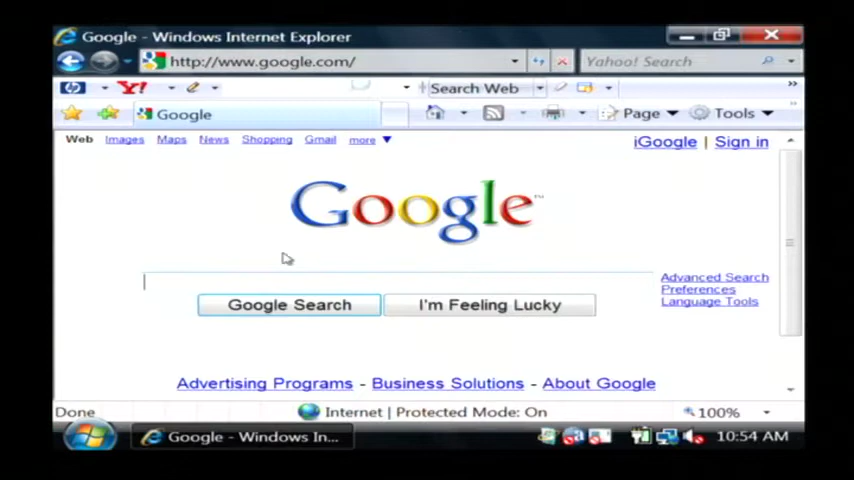 Google - Windows Internet Explorer
http://www.google.com/
Yahoo! Search
hp
Y!
Search Web
Google
Page
Tools
Web Images Maps News Shopping Gmail more
iGoogle | Sign in
Google™
Advanced Search
Preferences
Language Tools
Google Search
I'm Feeling Lucky
Advertising Programs - Business Solutions - About Google
Done
Internet | Protected Mode: On
100%
Google - Windows In...
10:54 AM